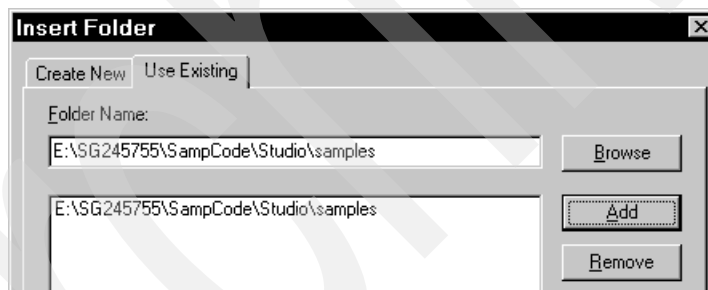 Insert Folder
Create New Use Existing
Folder Name:
E:\SG245755\SampCode\Studio\samples
Browse
E:\SG245755\SampCode\Studio\samples
Add
Remove